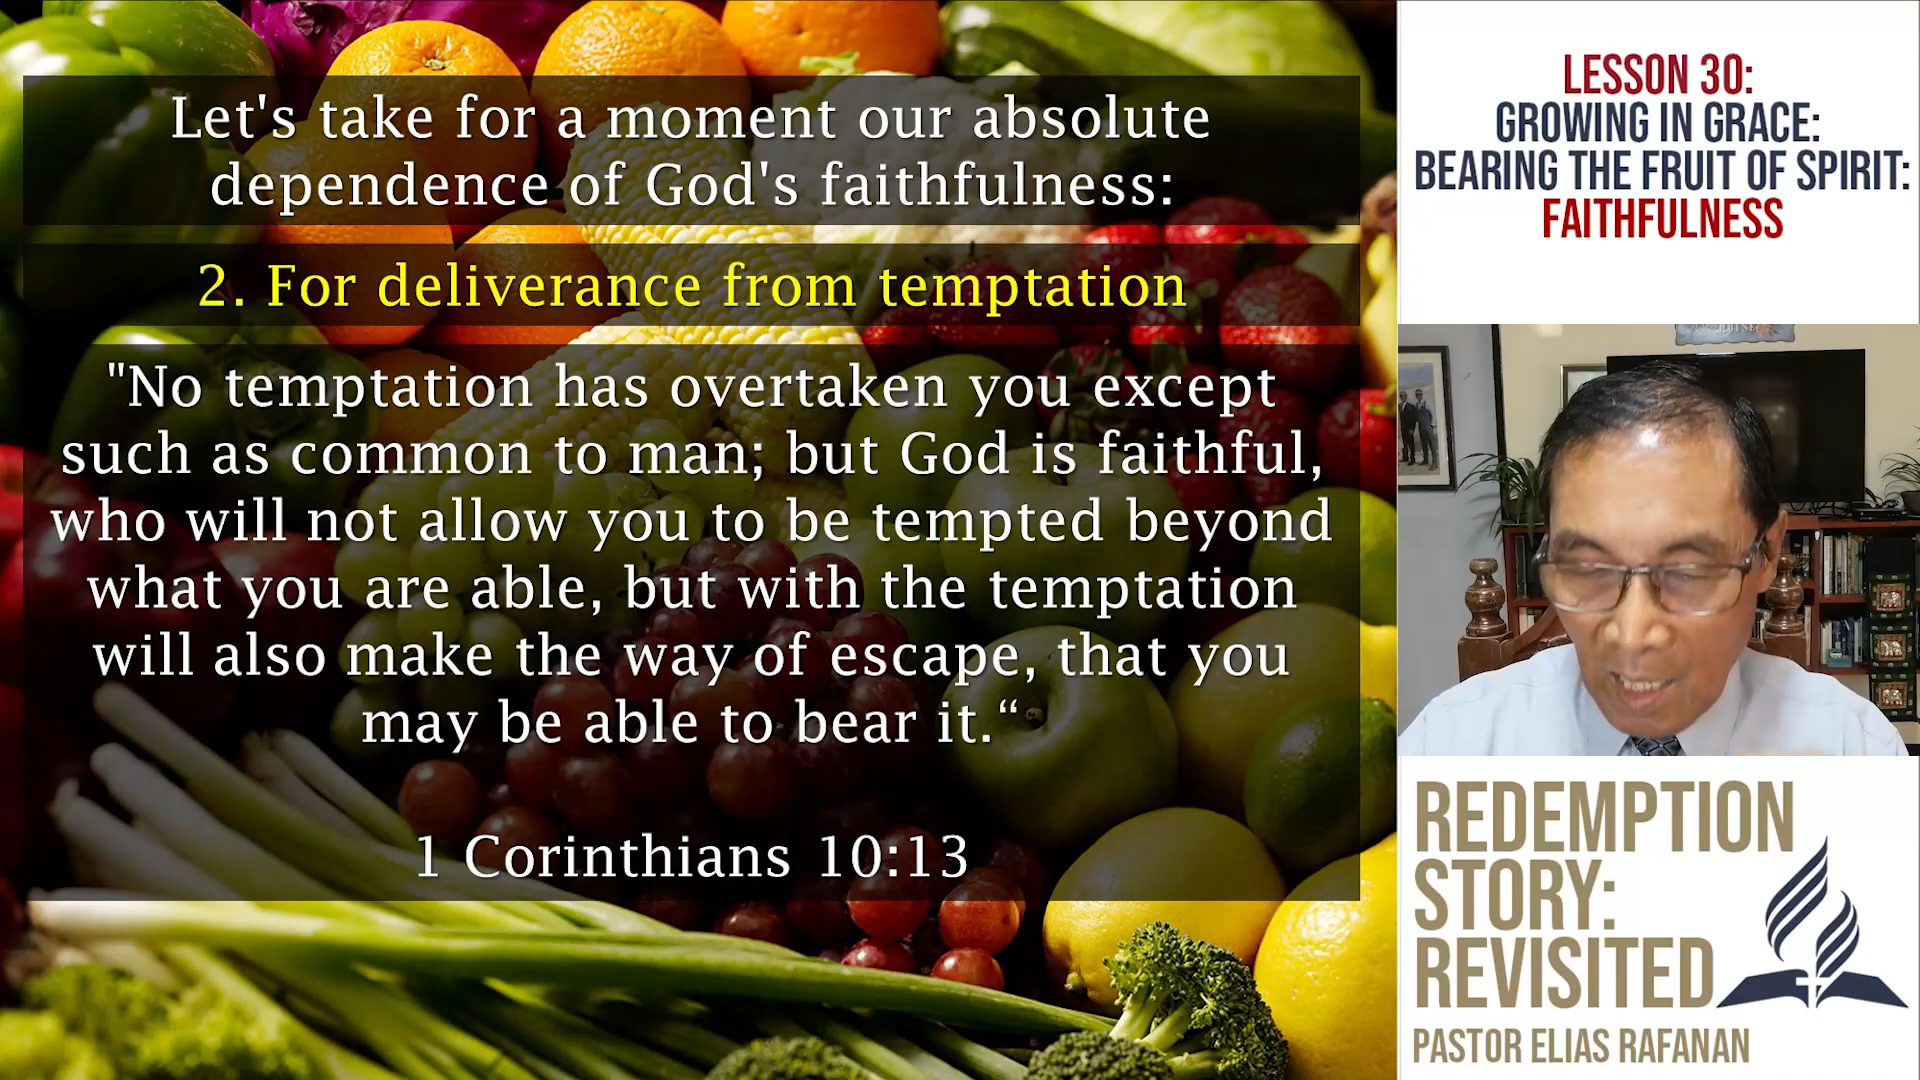 Let's take for a moment our absolute
dependence of God's faithfulness:
2. For deliverance from temptation
"No temptation has overtaken you except
such as common to man; but God is faithful,
who will not allow you to be tempted beyond
what you are able, but with the temptation
will also make the way of escape, that you
may be able to bear it.“
1 Corinthians 10:13
LESSON 30:
GROWING IN GRACE:
BEARING THE FRUIT OF SPIRIT:
FAITHFULNESS
REDEMPTION
STORY:
REVISITED
PASTOR ELIAS RAFANAN